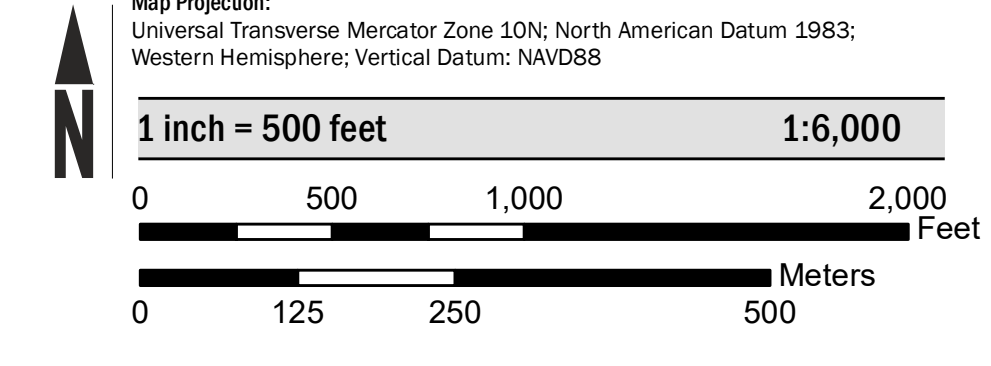 Map Projection:
Universal Transverse Mercator Zone 10N; North American Datum 1983;
Western Hemisphere; Vertical Datum: NAVD88
N
1 inch = 500 feet 1:6,000
0 500 1,000 2,000
Feet
Meters
0 125 250 500